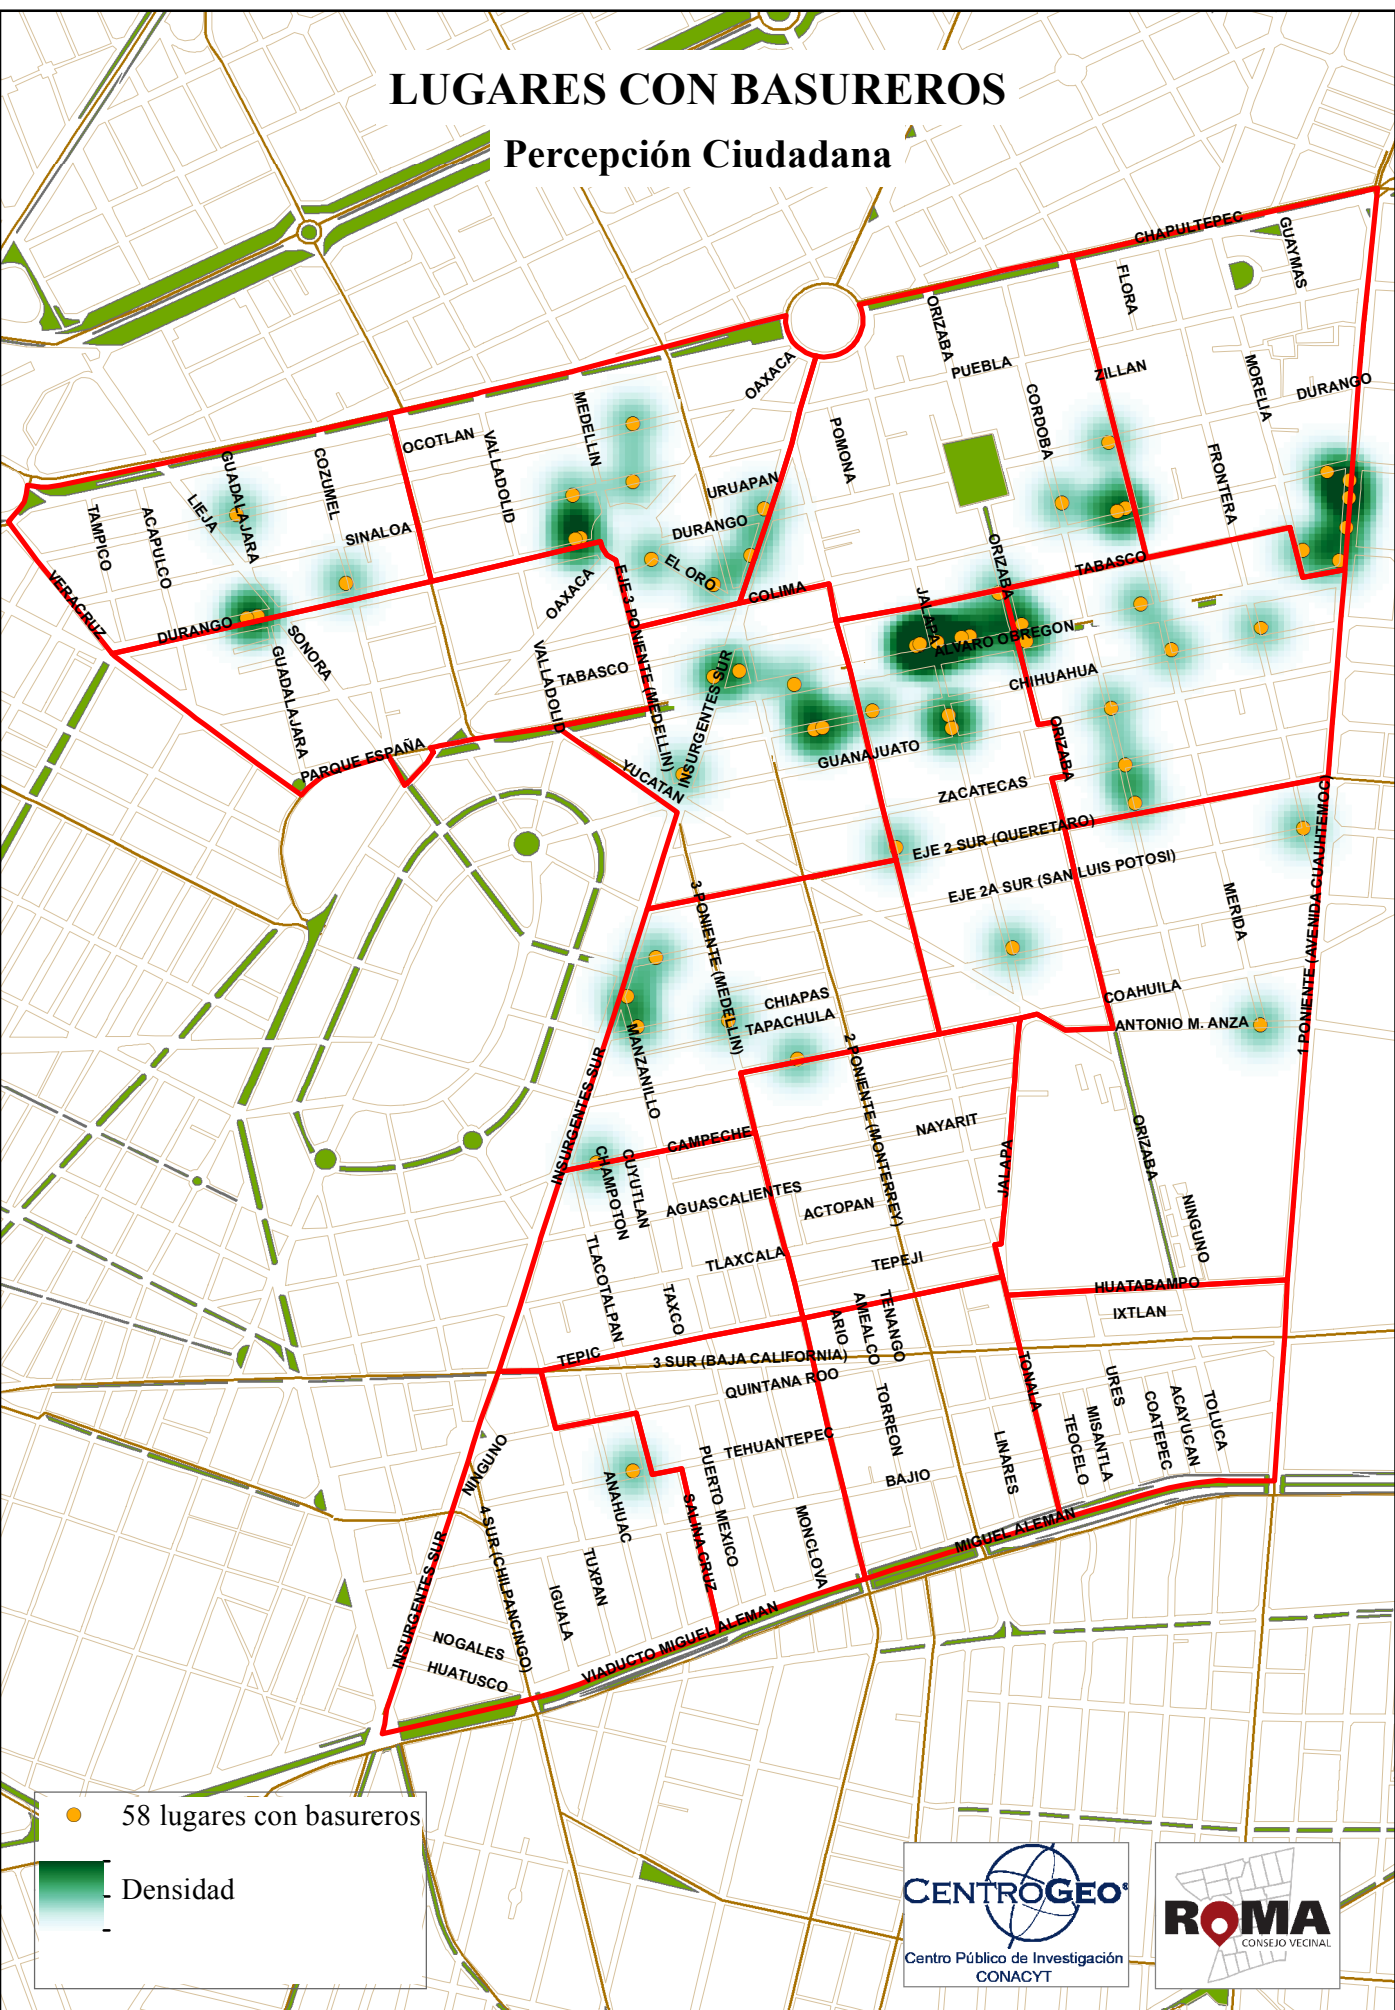 LUGARES CON BASUREROS
Percepción Ciudadana
CHAPULTEPEC
GUAYMAS
FLORA
ORIZABA
PUEBLA
ZILLAN
MORELIA
DURANGO
OAXACA
CORDOBA
POMONA
FRONTERA
MEDELLIN
OCOTLAN
VALLADOLID
COZUMEL
GUADALAJARA
LIEJA
ACAPULCO
TAMPICO
SINALOA
URUAPAN
DURANGO
EL ORO
COLIMA
ORIZABA
TABASCO
VERACRUZ
DURANGO
SONORA
GUADALAJARA
OAXACA
EJE 3 PONIENTE (MEDELLIN)
VALLADOLID
TABASCO
INSURGENTES SUR
JALAPA
ALVARO OBREGON
CHIHUAHUA
ORIZABA
GUANAJUATO
PARQUE ESPAÑA
YUCATAN
ZACATECAS
EJE 2 SUR (QUERETARO)
EJE 2A SUR (SAN LUIS POTOSI)
1 PONIENTE (AVENIDA CUAUHTEMOC)
MERIDA
3 PONIENTE (MEDELLIN)
CHIAPAS
TAPACHULA
COAHUILA
ANTONIO M. ANZA
MANZANILLO
2 PONIENTE (MONTERREY)
INSURGENTES SUR
CAMPECHE
NAYARIT
JALAPA
ORIZABA
CUYUTLAN
CHAMPOTON
AGUASCALIENTES
ACTOPAN
NINGUNO
TLACOTALPAN
TLAXCALA
TEPEJI
HUATABAMPO
IXTLAN
TAXCO
ARIO
AMEALCO
TENANGO
TEPIC
3 SUR (BAJA CALIFORNIA)
QUINTANA ROO
TONALA
URES
TORREON
MISANTLA
TEOCELO
COATEPEC
ACAYUCAN
TOLUCA
NINGUNO
TEHUANTEPEC
PUERTO MEXICO
LINARES
BAJIO
ANAHUAC
SALINA CRUZ
MONCLOVA
MIGUEL ALEMAN
4 SUR (CHILPANCINGO)
INSURGENTES SUR
TUXPAN
IGUALA
NOGALES
HUATUSCO
VIADUCTO MIGUEL ALEMAN
58 lugares con basureros
Densidad
CENTROGEO®
Centro Público de Investigación
CONACYT
ROMA
CONSEJO VECINAL